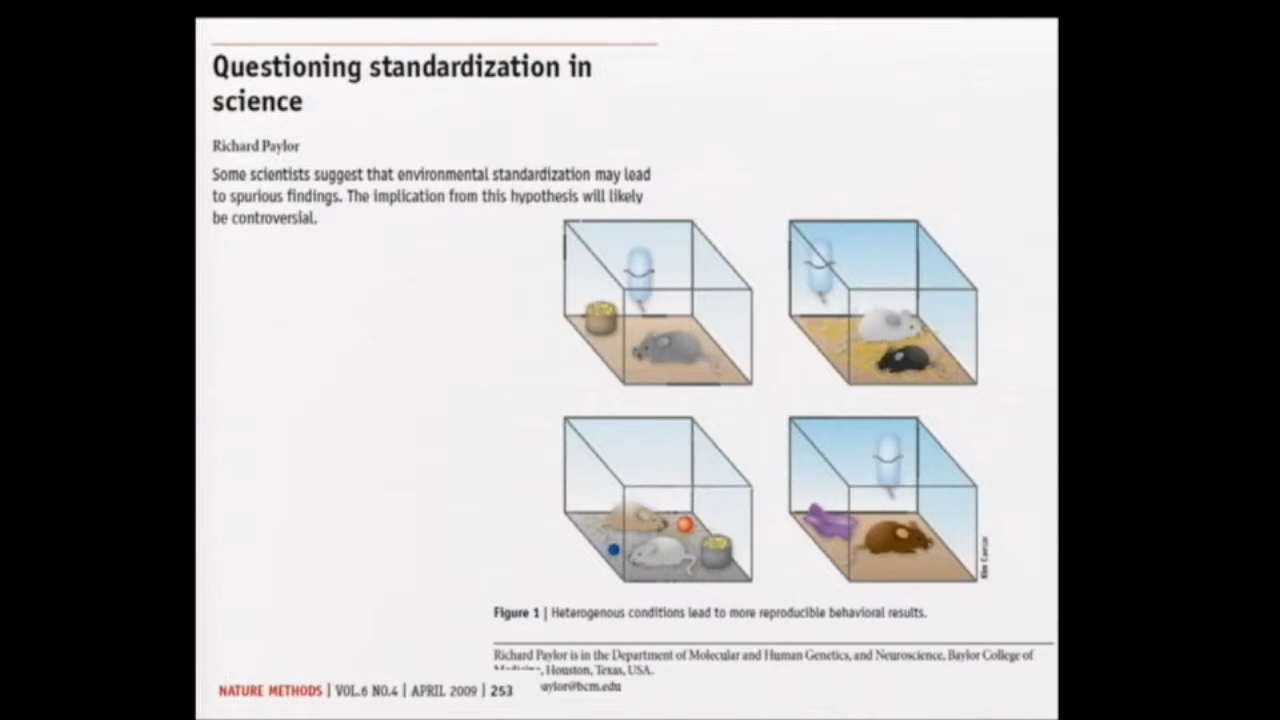 Questioning standardization in
science
Richard Paylor
Some scientists suggest that environmental standardization may lead
to spurious findings. The implication from this hypothesis will likely
be controversial.
Figure 1 | Heterogenous conditions lead to more reproducible behavioral results.
Richard Paylor is in the Department of Molecular and Human Genetics, and Neuroscience, Baylor College of
, Houston, Texas, USA.
aylor@bcm.edu
NATURE METHODS | VOL.6 NO.4 | APRIL 2009 | 253